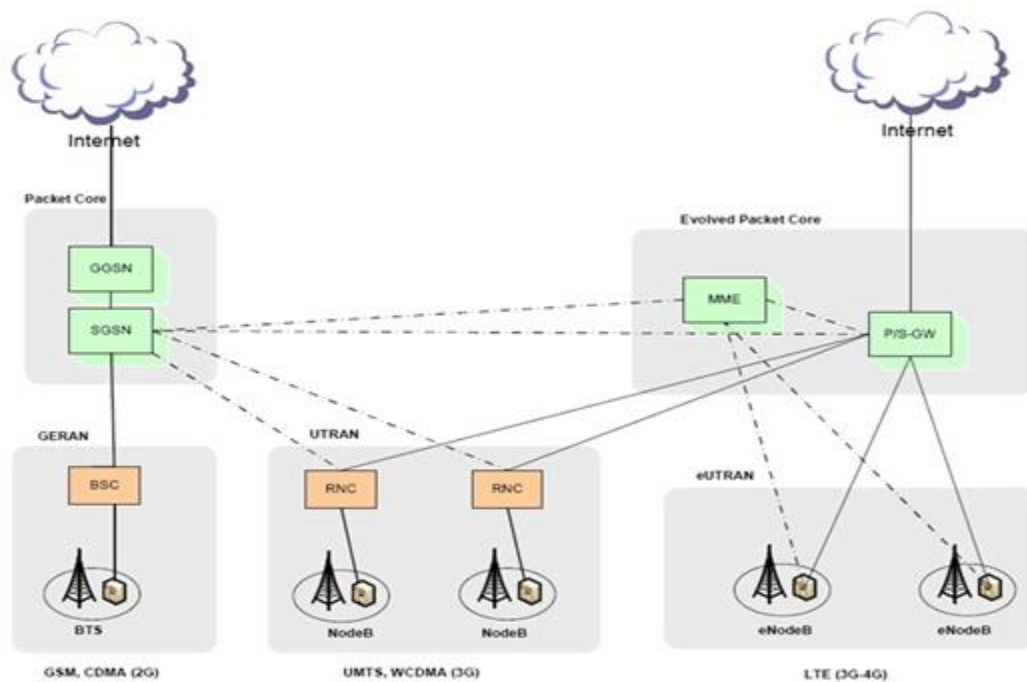 Internet
Internet
Packet Core
Evolved Packet Core
GGSN
MME
SGSN
P/S-GW
GERAN
UTRAN
eUTRAN
BSC
RNC
RNC
BTS
NodeB
NodeB
eNodeB
eNodeB
GSM, CDMA (2G)
UMTS, WCDMA (3G)
LTE (3G-4G)